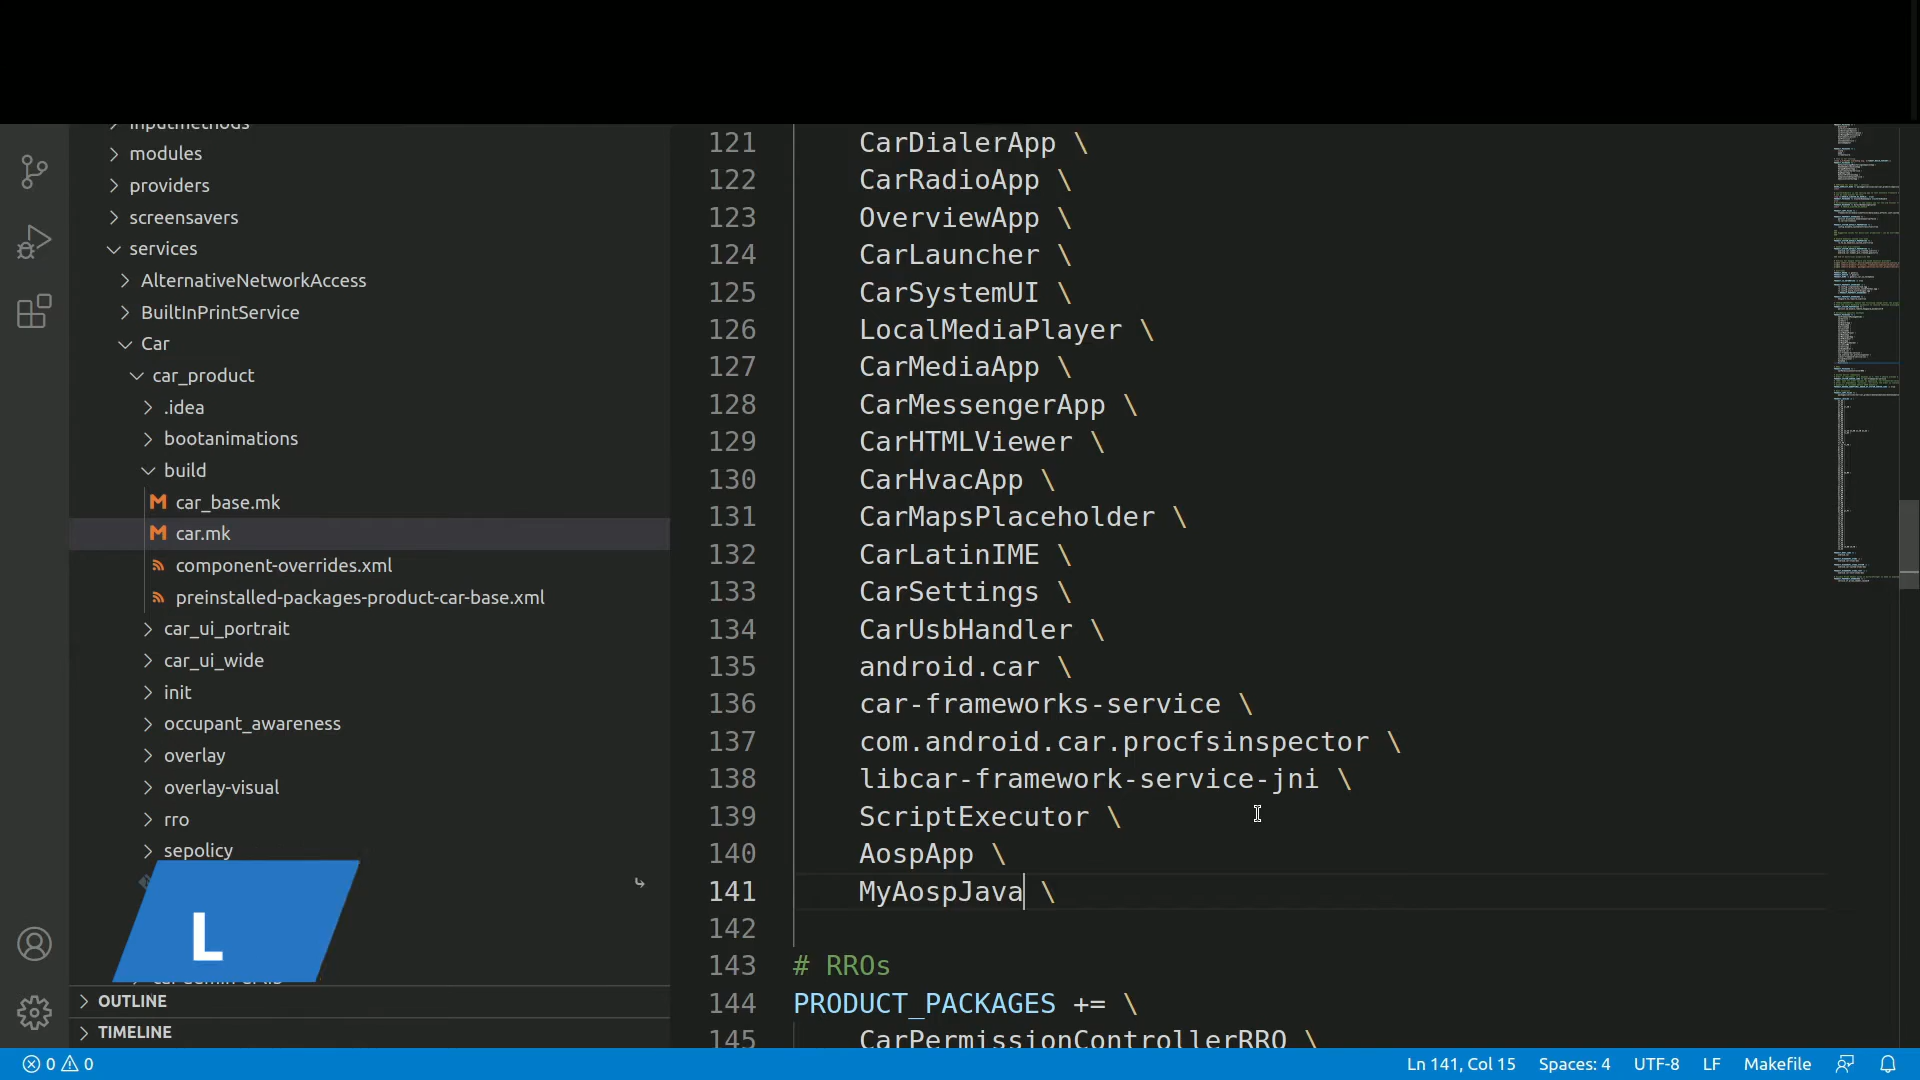 inputmethods
modules
providers
screensavers
services
AlternativeNetworkAccess
BuiltInPrintService
Car
car_product
.idea
bootanimations
build
car_base.mk
car.mk
component-overrides.xml
preinstalled-packages-product-car-base.xml
car_ui_portrait
car_ui_wide
init
occupant_awareness
overlay
overlay-visual
rro
sepolicy
L
OUTLINE
TIMELINE
121 CarDialerApp \
122 CarRadioApp \
123 OverviewApp \
124 CarLauncher \
125 CarSystemUI \
126 LocalMediaPlayer \
127 CarMediaApp \
128 CarMessengerApp \
129 CarHTMLViewer \
130 CarHvacApp \
131 CarMapsPlaceholder \
132 CarLatinIME \
133 CarSettings \
134 CarUsbHandler \
135 android.car \
136 car-frameworks-service \
137 com.android.car.procfsinspector \
138 libcar-framework-service-jni \
139 ScriptExecutor \
140 AospApp \
141 MyAospJava \
142
143 # RROs
144 PRODUCT_PACKAGES += \
145 CarPermissionControllerRRO \
0 0 Ln 141, Col 15 Spaces: 4 UTF-8 LF Makefile